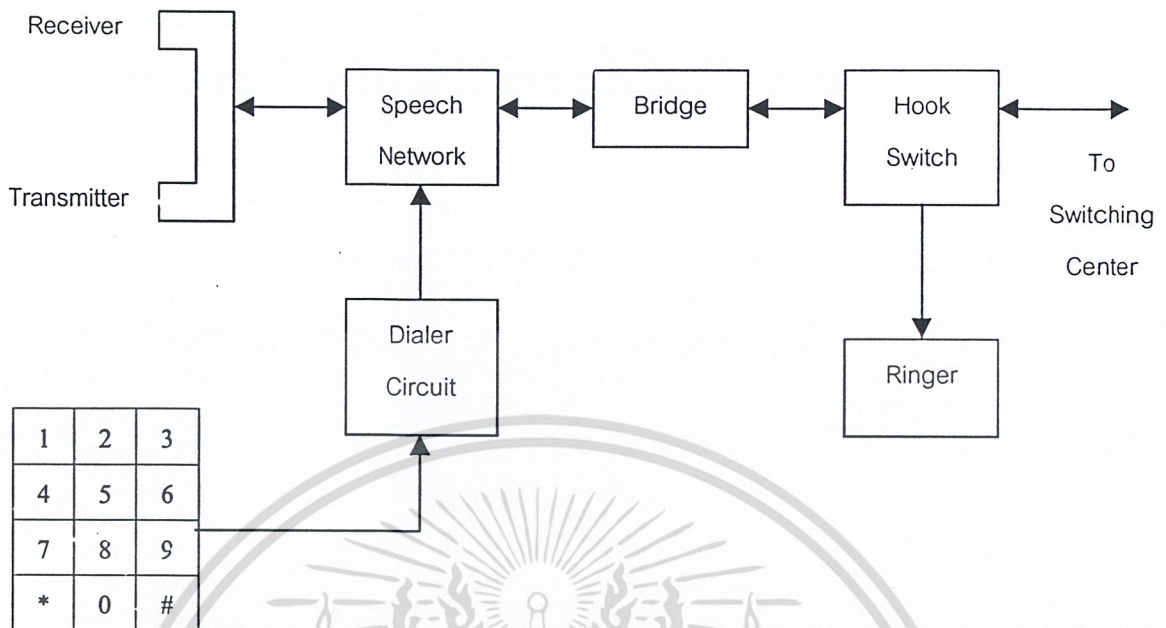 Receiver
Transmitter
Speech
Network
Bridge
Hook
Switch
To
Switching
Center
Dialer
Circuit
Ringer
1 2 3
4 5 6
7 8 9
* 0 #